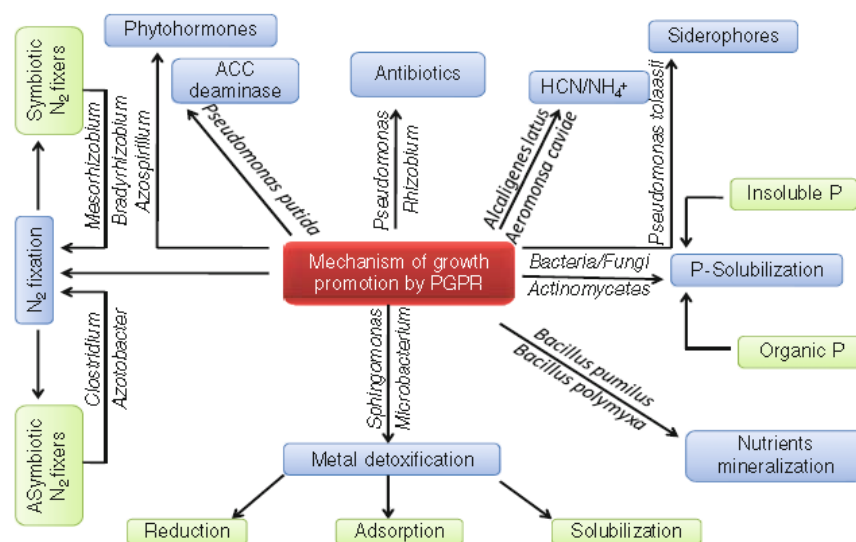 Phytohormones
Siderophores
ACC
deaminase
Antibiotics
HCN/NH₄⁺
Symbiotic
N₂ fixers
Mesorhizobium
Bradyrhizobium
Azospirillum
Pseudomonas putida
Pseudomonas
Rhizobium
Alcaligenes latus
Aeromonsa caviae
Pseudomonas tolaasii
Insoluble P
N₂ fixation
Mechanism of growth
promotion by PGPR
Bacteria/Fungi
Actinomycetes
P-Solubilization
Organic P
Clostridium
Azotobacter
ASymbiotic
N₂ fixers
Sphingomonas
Microbacterium
Bacillus pumilus
Bacillus polymyxa
Metal detoxification
Nutrients
mineralization
Reduction
Adsorption
Solubilization